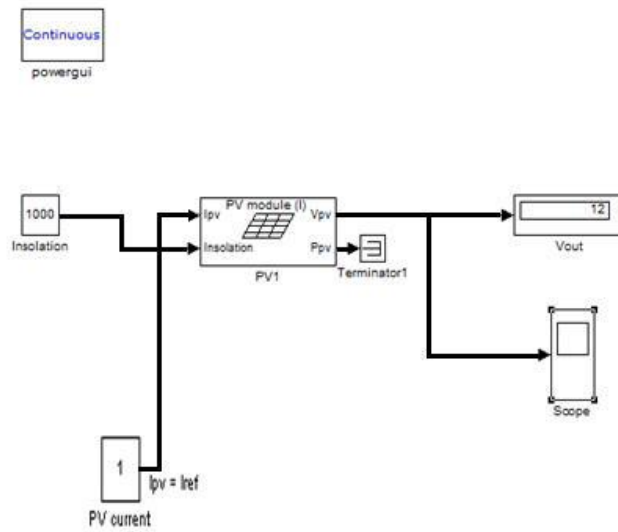 Continuous
powergui
1000
Insolation
PV module (I)
Ipv
Vpv
Insolation
Ppv
PV1
Terminator1
12
Vout
Scope
1
Ipv = Iref
PV current